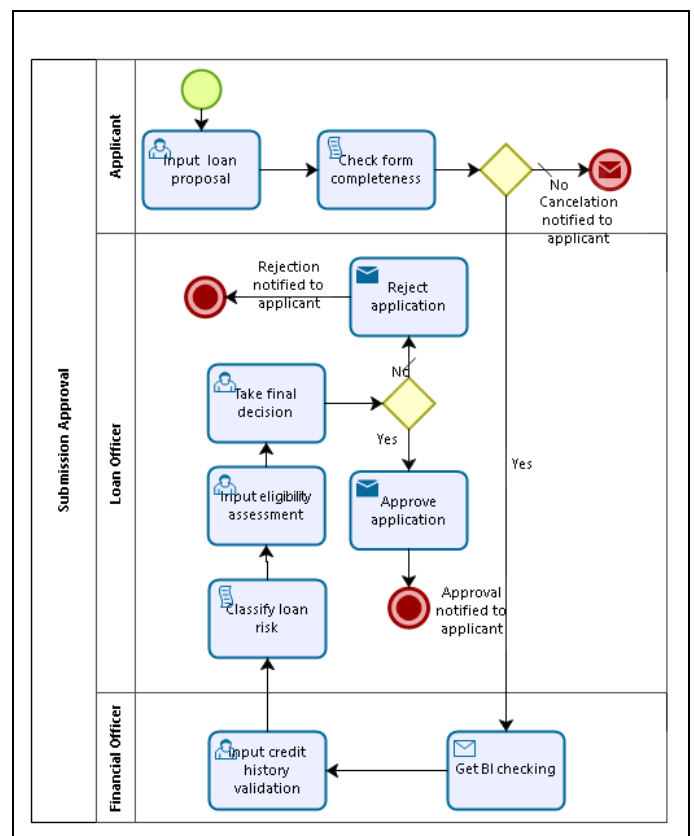 Submission Approval
Applicant
Input loan
proposal
Check form
completeness
No
Cancelation
notified to
applicant
Loan Officer
Rejection
notified to
applicant
Reject
application
Take final
decision
No
Yes
Yes
Input eligibility
assessment
Approve
application
Classify loan
risk
Approval
notified to
applicant
Financial Officer
Input credit
history
validation
Get BI checking